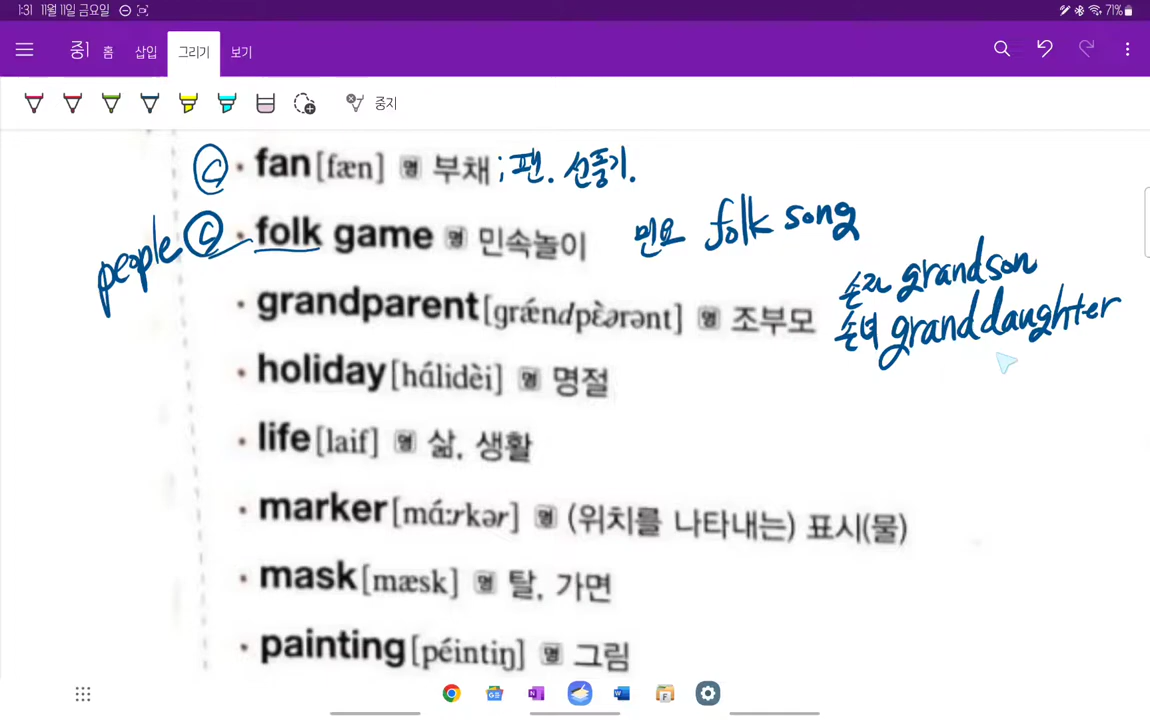 1:31 11월 11일 금요일 71%
중1 홈 삽입 그리기 보기
중지
ⓒ • fan [fæn] 명 부채 ; 팬. 선풍기.
people ⓒ • folk game 명 민속놀이 민요 folk song
• grandparent [grǽndpɛ̀ərənt] 명 조부모 손자 grandson
손녀 granddaughter
• holiday [hálidèi] 명 명절
• life [laif] 명 삶, 생활
• marker [má:rkər] 명 (위치를 나타내는) 표시(물)
• mask [mæsk] 명 탈, 가면
• painting [péintiŋ] 명 그림